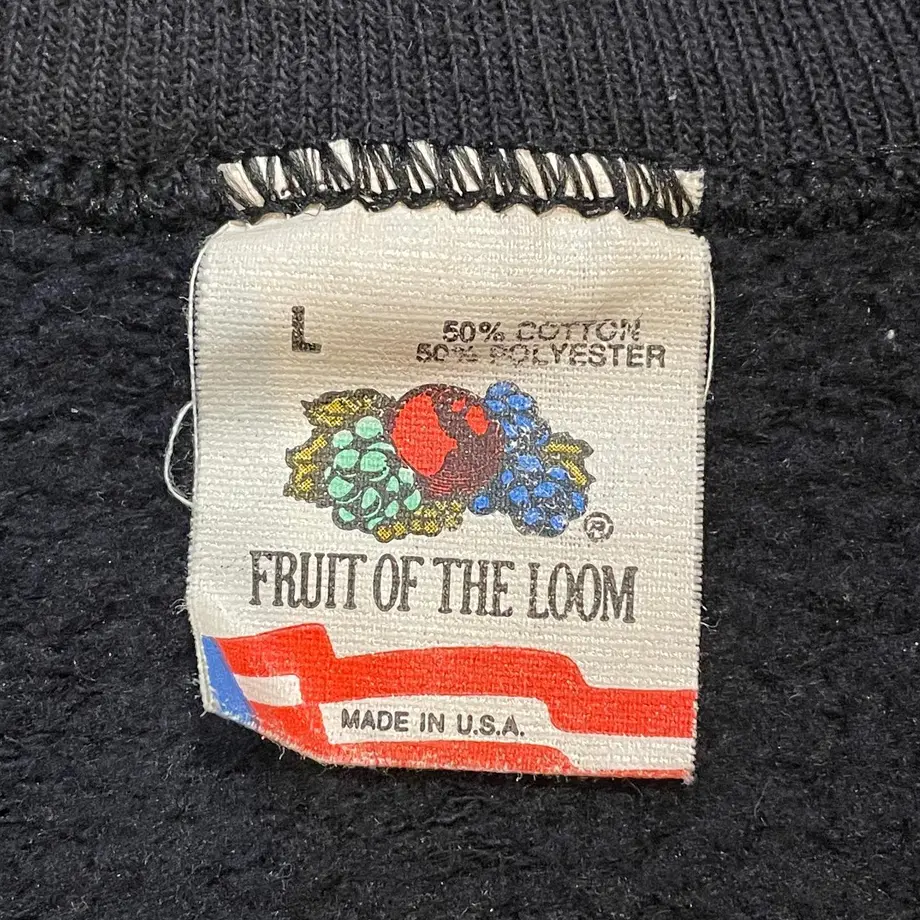 L
50% COTTON
50% POLYESTER
®
FRUIT OF THE LOOM
MADE IN U.S.A.